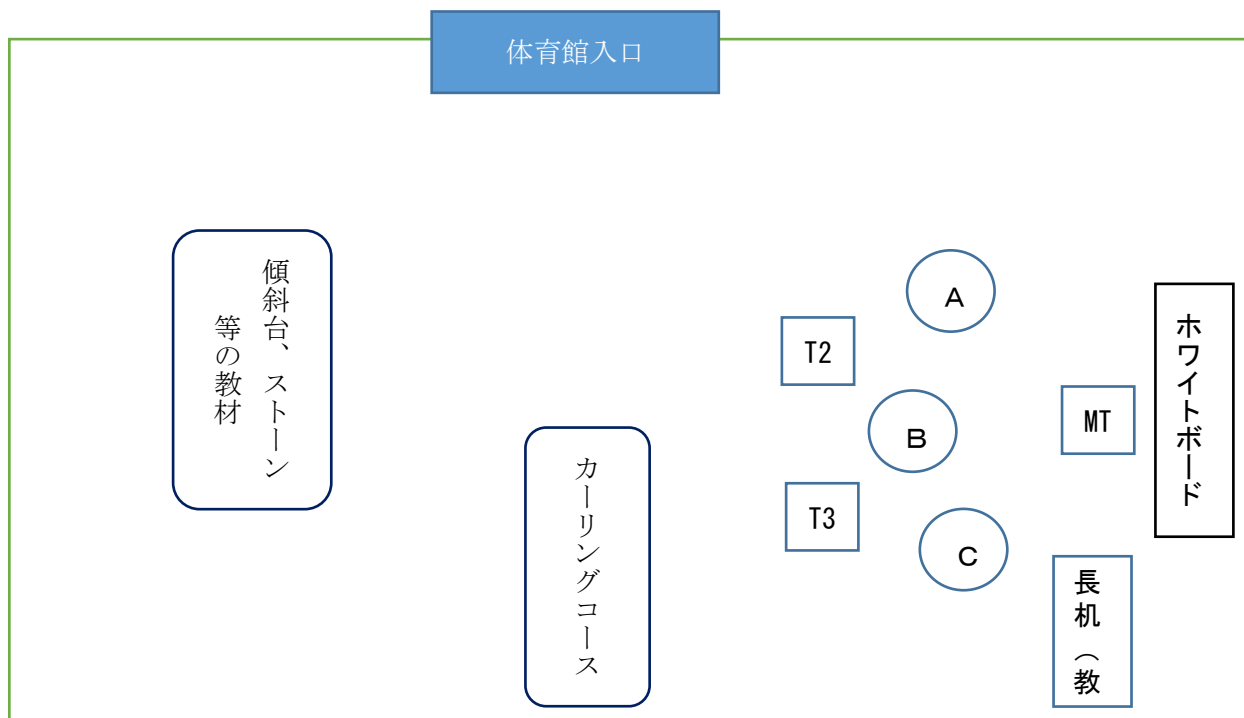 体育館入口
傾斜台、ストーン
等の教材
カーリングコース
T2
T3
A
B
C
MT
ホワイトボード
長机（教